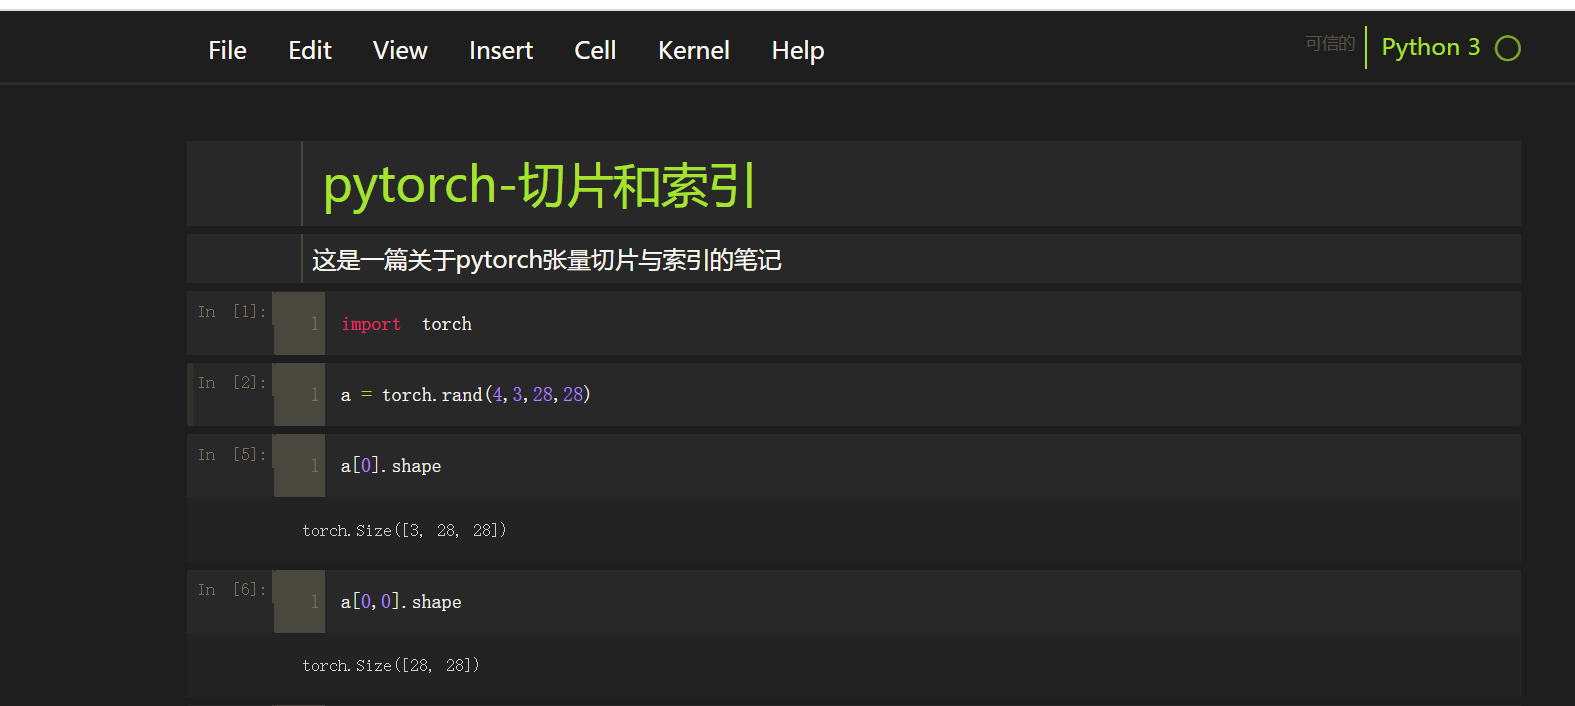 File Edit View Insert Cell Kernel Help 可信的 Python 3
pytorch-切片和索引
这是一篇关于pytorch张量切片与索引的笔记
In [1]: 1 import torch
In [2]: 1 a = torch.rand(4,3,28,28)
In [5]: 1 a[0].shape
torch.Size([3, 28, 28])
In [6]: 1 a[0,0].shape
torch.Size([28, 28])